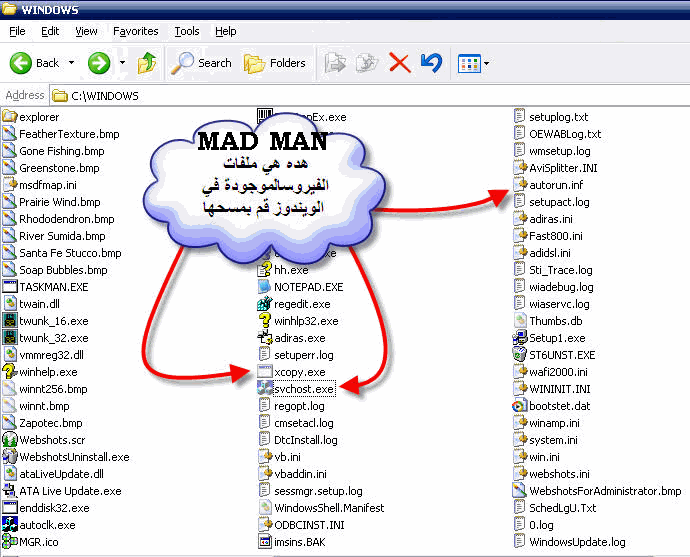 WINDOWS
File Edit View Favorites Tools Help
Back Search Folders
Address C:\WINDOWS
explorer
FeatherTexture.bmp
Gone Fishing.bmp
Greenstone.bmp
msdfmap.ini
Prairie Wind.bmp
Rhododendron.bmp
River Sumida.bmp
Santa Fe Stucco.bmp
Soap Bubbles.bmp
TASKMAN.EXE
twain.dll
twunk_16.exe
twunk_32.exe
vmmreg32.dll
winhelp.exe
winnt256.bmp
winnt.bmp
Zapotec.bmp
Webshots.scr
WebshotsUninstall.exe
ataLiveUpdate.dll
ATA Live Update.exe
enddisk32.exe
autoclk.exe
MGR.ico
MAD MAN
هده هي ملفات
الفيروسالموجودة في
الويندوز قم بمسحها
hh.exe
NOTEPAD.EXE
regedit.exe
winhlp32.exe
adiras.exe
setuperr.log
xcopy.exe
svchost.exe
regopt.log
cmsetacl.log
DtcInstall.log
vb.ini
vbaddin.ini
sessmgr.setup.log
WindowsShell.Manifest
ODBCINST.INI
imsins.BAK
setuplog.txt
OEWABLog.txt
wmsetup.log
AviSplitter.INI
autorun.inf
setupact.log
adiras.ini
Fast800.ini
adidsl.ini
Sti_Trace.log
wiadebug.log
wiaservc.log
Thumbs.db
Setup1.exe
ST6UNST.EXE
wafi2000.ini
WININIT.INI
bootstet.dat
winamp.ini
system.ini
win.ini
webshots.ini
WebshotsForAdministrator.bmp
SchedLgU.Txt
0.log
WindowsUpdate.log